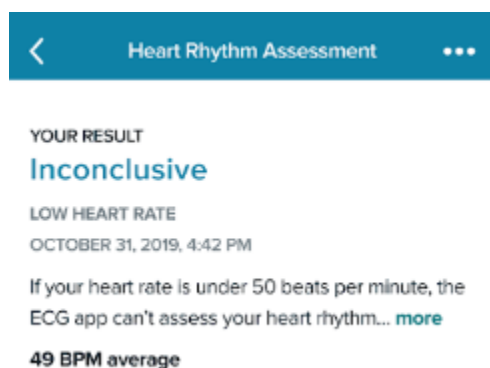 Heart Rhythm Assessment
YOUR RESULT
Inconclusive
LOW HEART RATE
OCTOBER 31, 2019, 4:42 PM
If your heart rate is under 50 beats per minute, the
ECG app can't assess your heart rhythm... more
49 BPM average